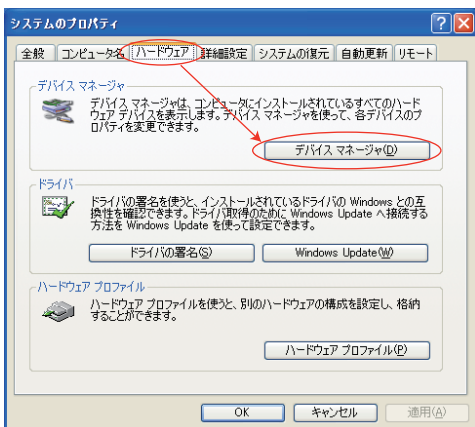 システムのプロパティ
全般 コンピュータ名 ハードウェア 詳細設定 システムの復元 自動更新 リモート
デバイス マネージャ
デバイス マネージャは、コンピュータにインストールされているすべてのハード
ウェア デバイスを表示します。デバイス マネージャを使って、各デバイスのプ
ロパティを変更できます。
デバイス マネージャ(D)
ドライバ
ドライバの署名を使うと、インストールされているドライバの Windows との互
換性を確認できます。ドライバ取得のために Windows Update へ接続する
方法を Windows Update を使って設定できます。
ドライバの署名(S) Windows Update(W)
ハードウェア プロファイル
ハードウェア プロファイルを使うと、別のハードウェアの構成を設定し、格納
することができます。
ハードウェア プロファイル(P)
OK キャンセル 適用(A)